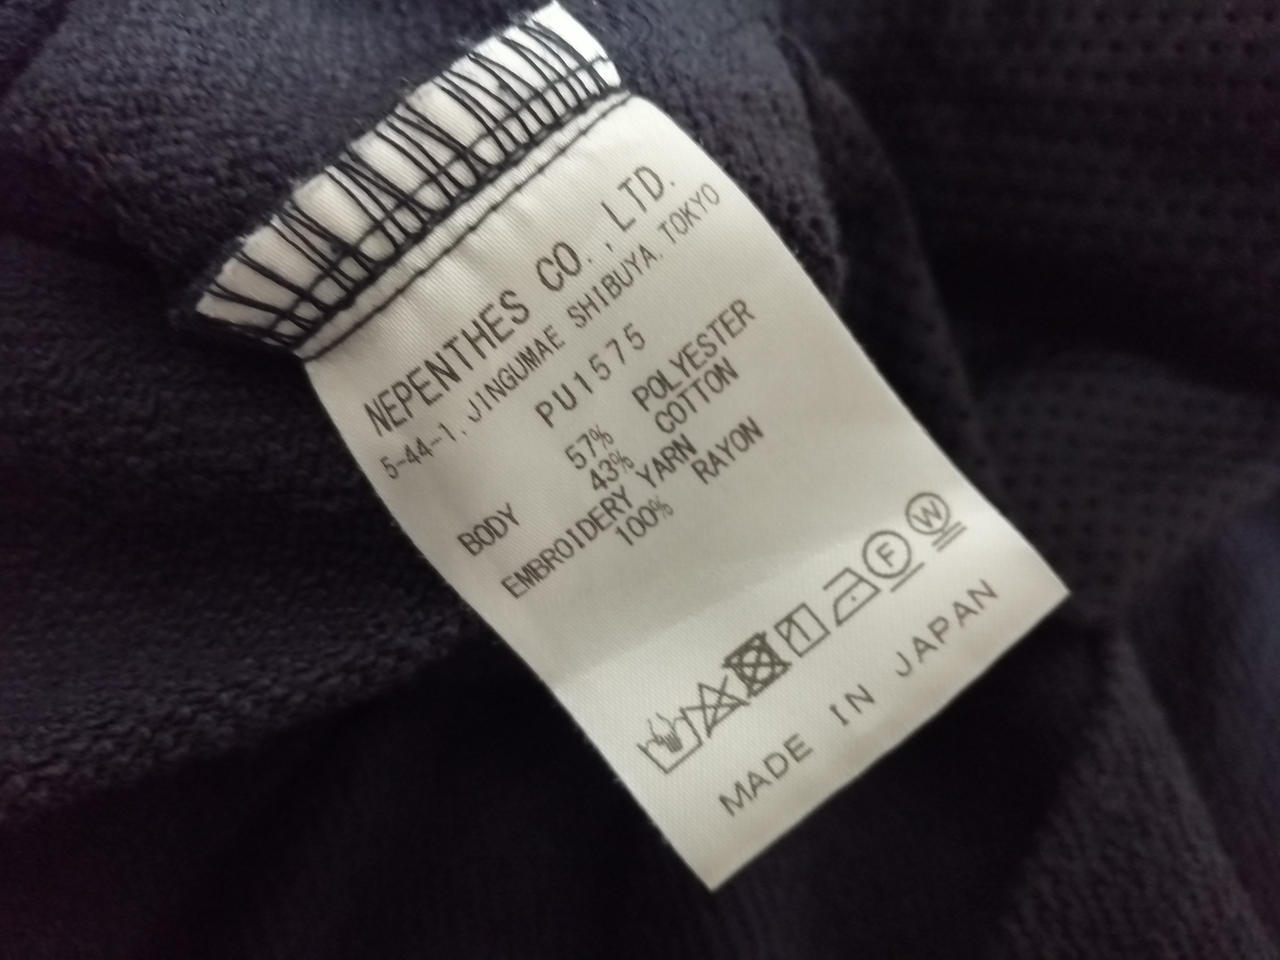 NEPENTHES CO.,LTD.
5-44-1, JINGUMAE SHIBUYA. TOKYO
PU1575
57% POLYESTER
BODY 43% COTTON
EMBROIDERY YARN
100% RAYON
F W
MADE IN JAPAN